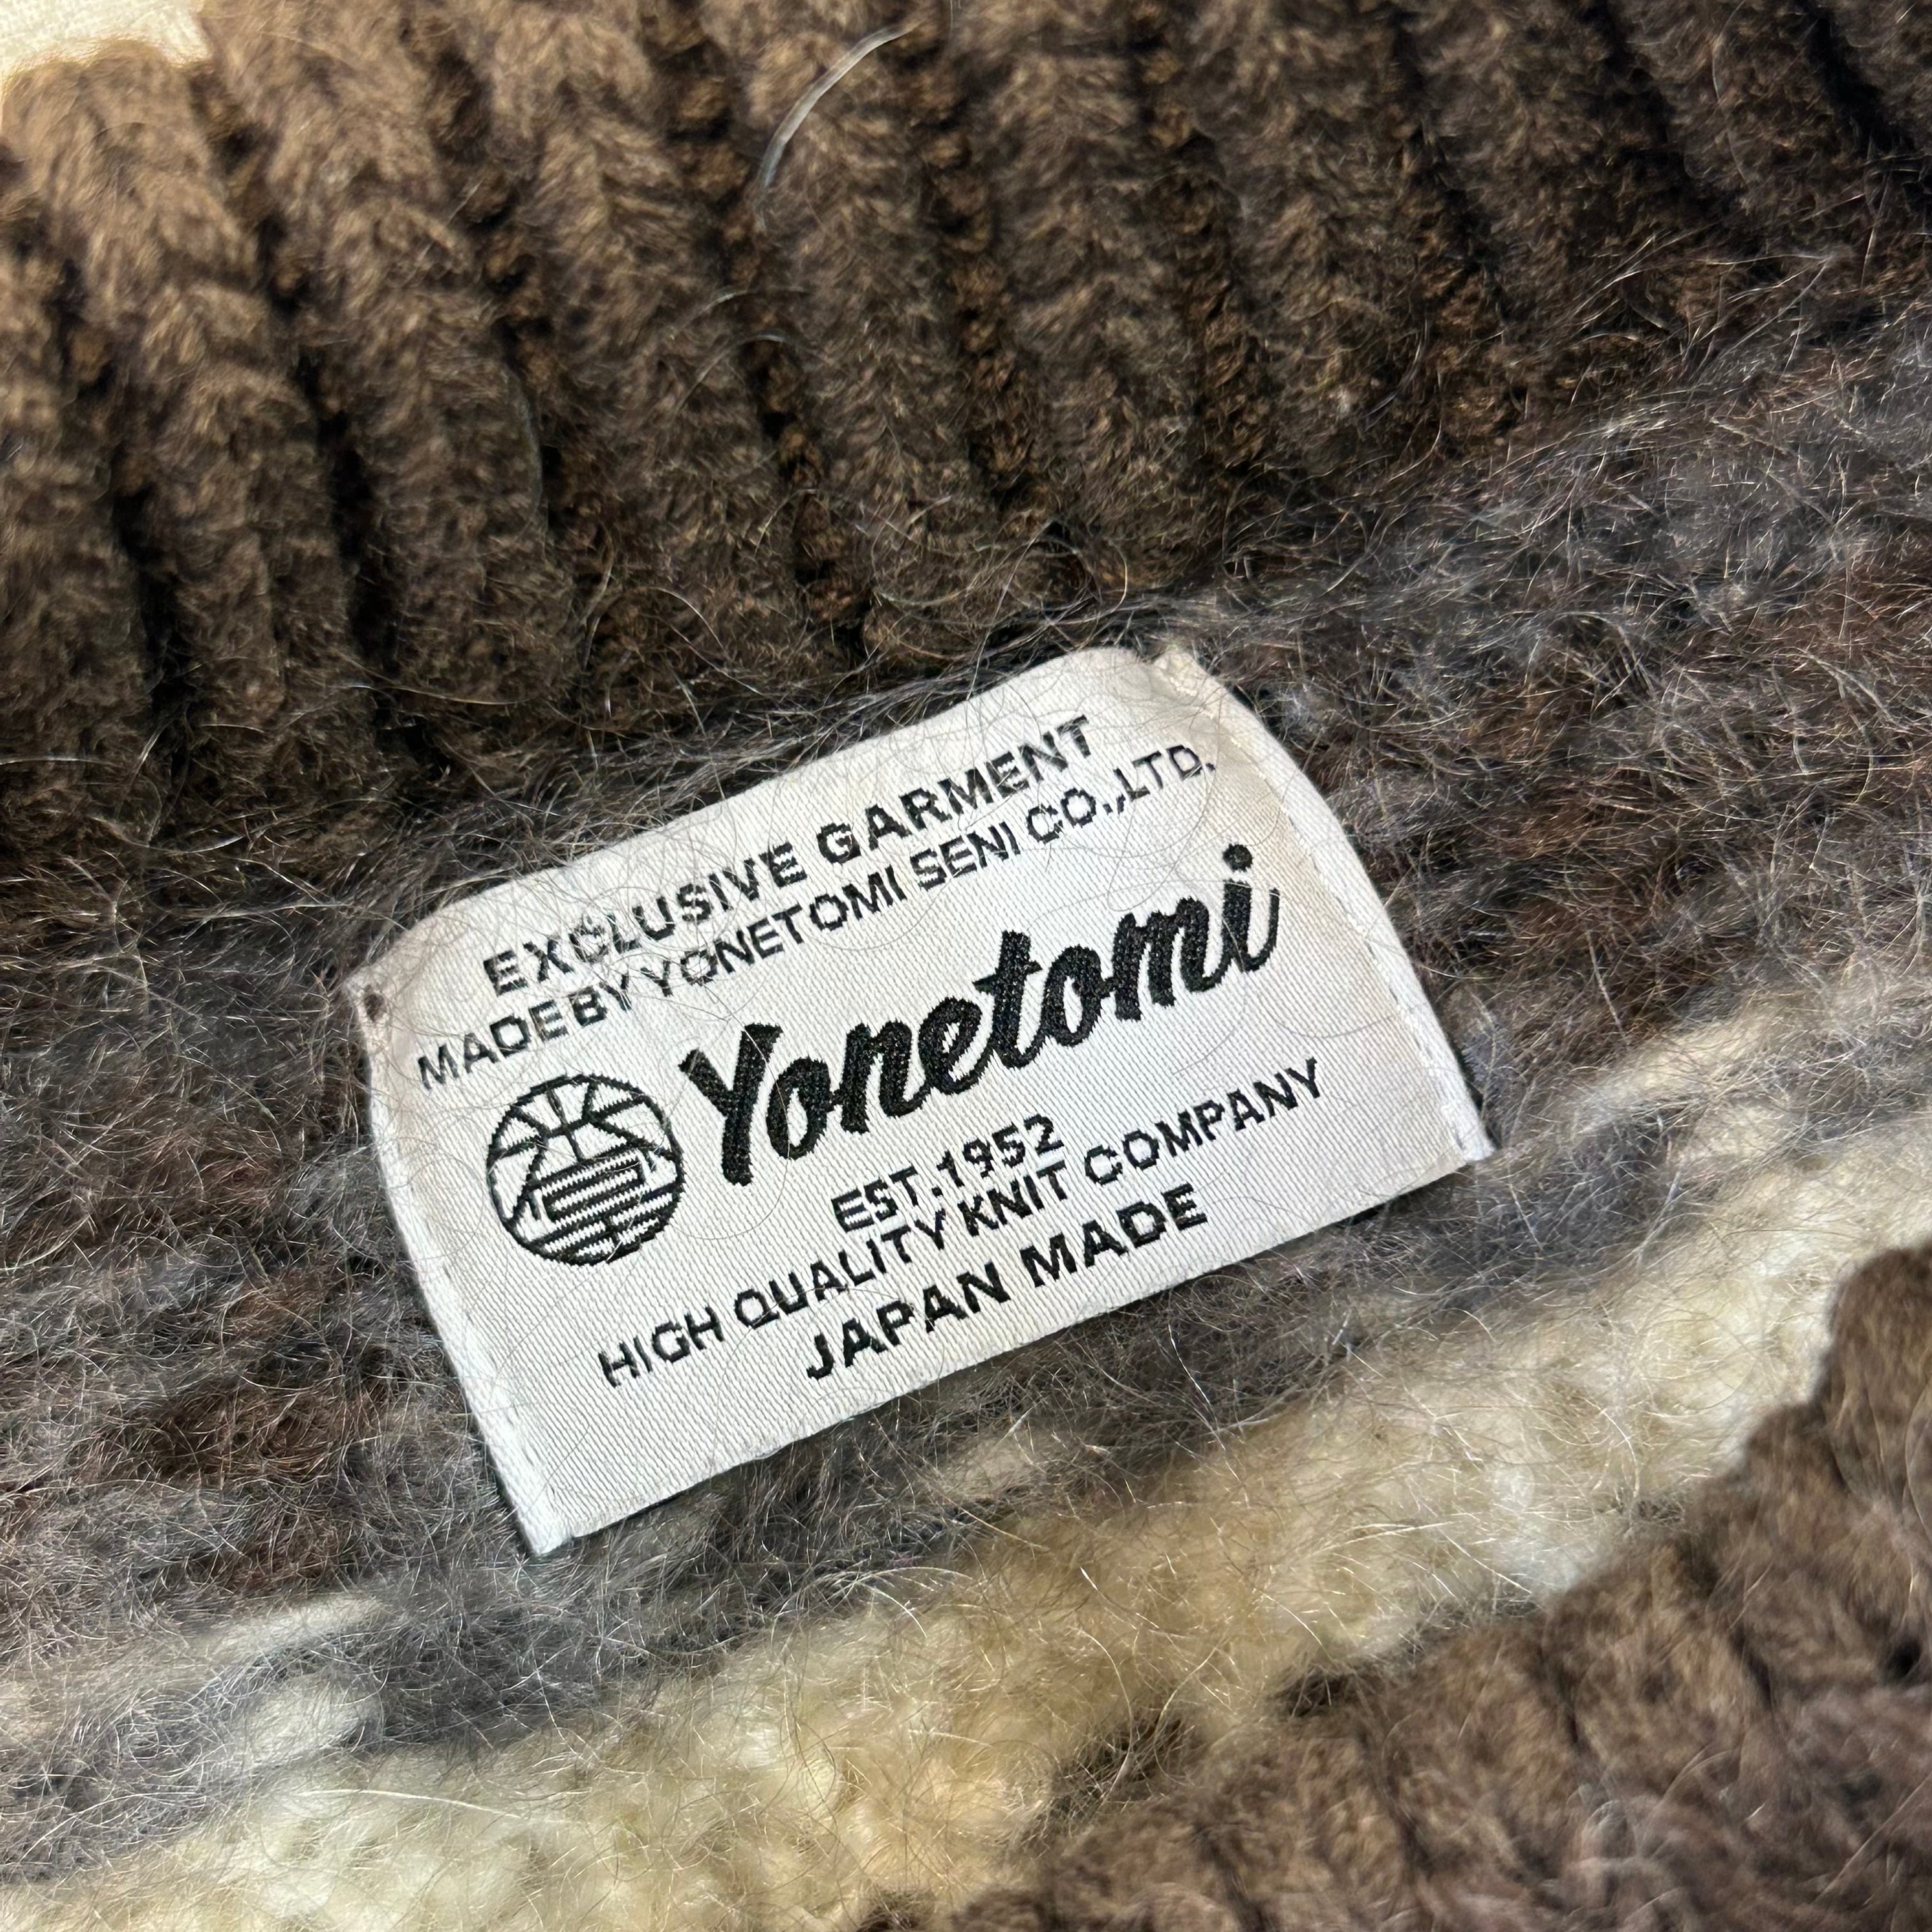 EXCLUSIVE GARMENT
MADE BY YONETOMI SENI CO.,LTD.
Yonetomi
EST.1952
HIGH QUALITY KNIT COMPANY
JAPAN MADE